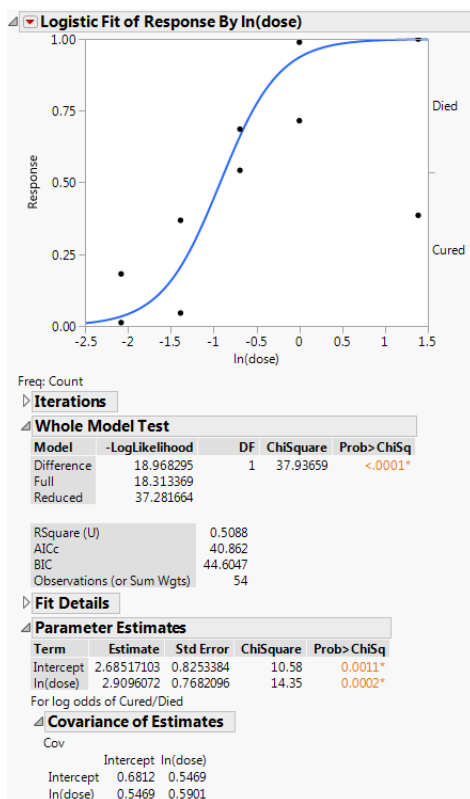 Logistic Fit of Response By ln(dose)
1.00
0.75
0.50
0.25
0.00
Response
Died
Cured
-2.5 -2 -1.5 -1 -0.5 0 0.5 1 1.5
ln(dose)
Freq: Count
Iterations
Whole Model Test
Model -LogLikelihood DF ChiSquare Prob>ChiSq
Difference 18.968295 1 37.93659 <.0001*
Full 18.313369
Reduced 37.281664
RSquare (U) 0.5088
AICc 40.862
BIC 44.6047
Observations (or Sum Wgts) 54
Fit Details
Parameter Estimates
Term Estimate Std Error ChiSquare Prob>ChiSq
Intercept 2.68517103 0.8253384 10.58 0.0011*
ln(dose) 2.9096072 0.7682096 14.35 0.0002*
For log odds of Cured/Died
Covariance of Estimates
Cov
Intercept ln(dose)
Intercept 0.6812 0.5469
ln(dose) 0.5469 0.5901